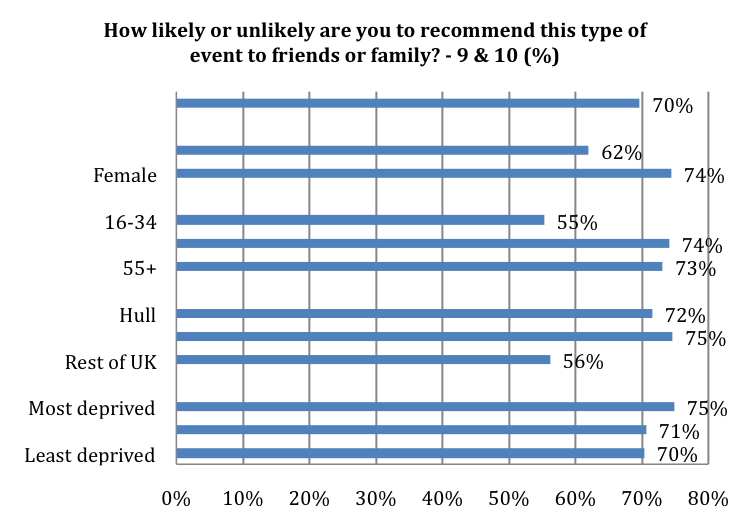 How likely or unlikely are you to recommend this type of
event to friends or family? - 9 & 10 (%)
70%
62%
Female 74%
16-34 55%
74%
55+ 73%
Hull 72%
75%
Rest of UK 56%
Most deprived 75%
71%
Least deprived 70%
0% 10% 20% 30% 40% 50% 60% 70% 80%